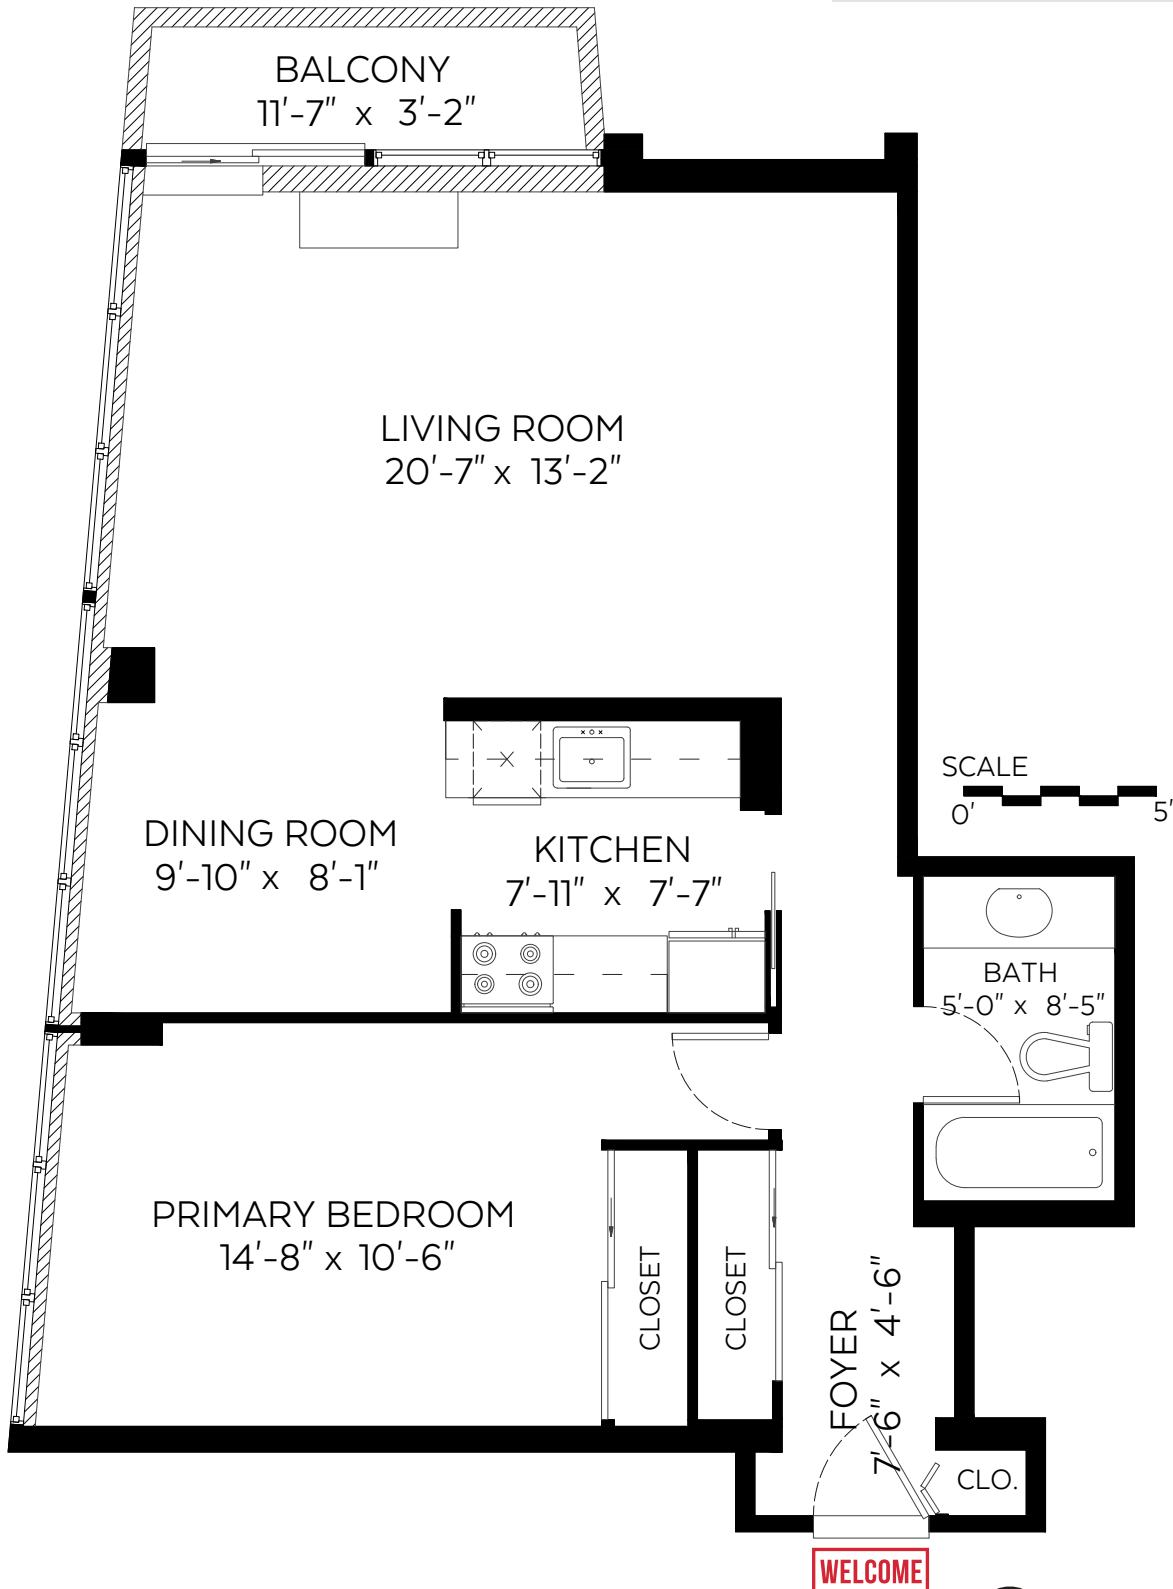 BALCONY
11'-7" x 3'-2"
LIVING ROOM
20'-7" x 13'-2"
SCALE
0' 5'
DINING ROOM
9'-10" x 8'-1"
KITCHEN
7'-11" x 7'-7"
BATH
5'-0" x 8'-5"
PRIMARY BEDROOM
14'-8" x 10'-6"
CLOSET
CLOSET
FOYER
7'-6" x 4'-6"
CLO.
WELCOME